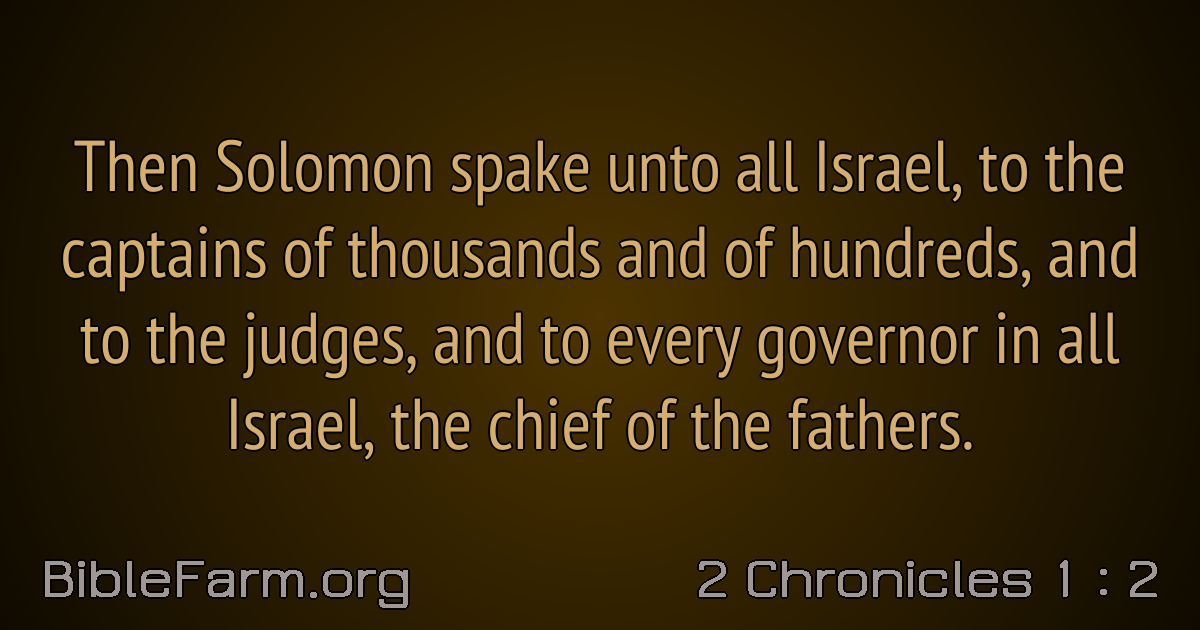 Then Solomon spake unto all Israel, to the
captains of thousands and of hundreds, and
to the judges, and to every governor in all
Israel, the chief of the fathers.
BibleFarm.org
2 Chronicles 1 : 2